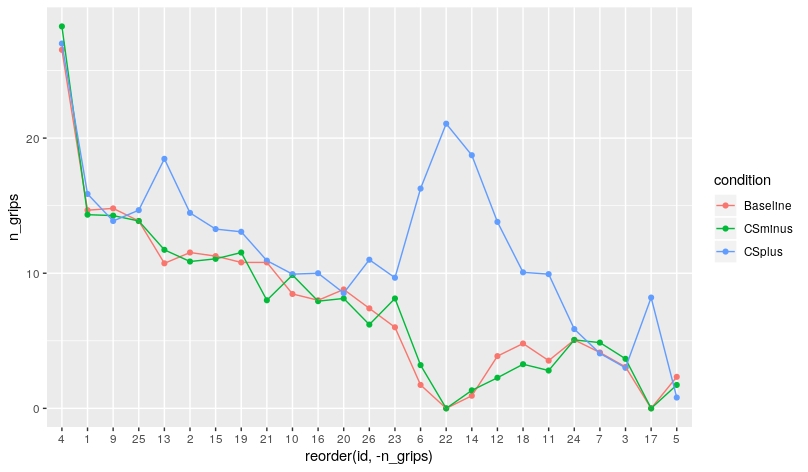 n_grips
20
10
0
4 1 9 25 13 2 15 19 21 10 16 20 26 23 6 22 14 12 18 11 24 7 3 17 5
reorder(id, -n_grips)
condition
Baseline
CSminus
CSplus